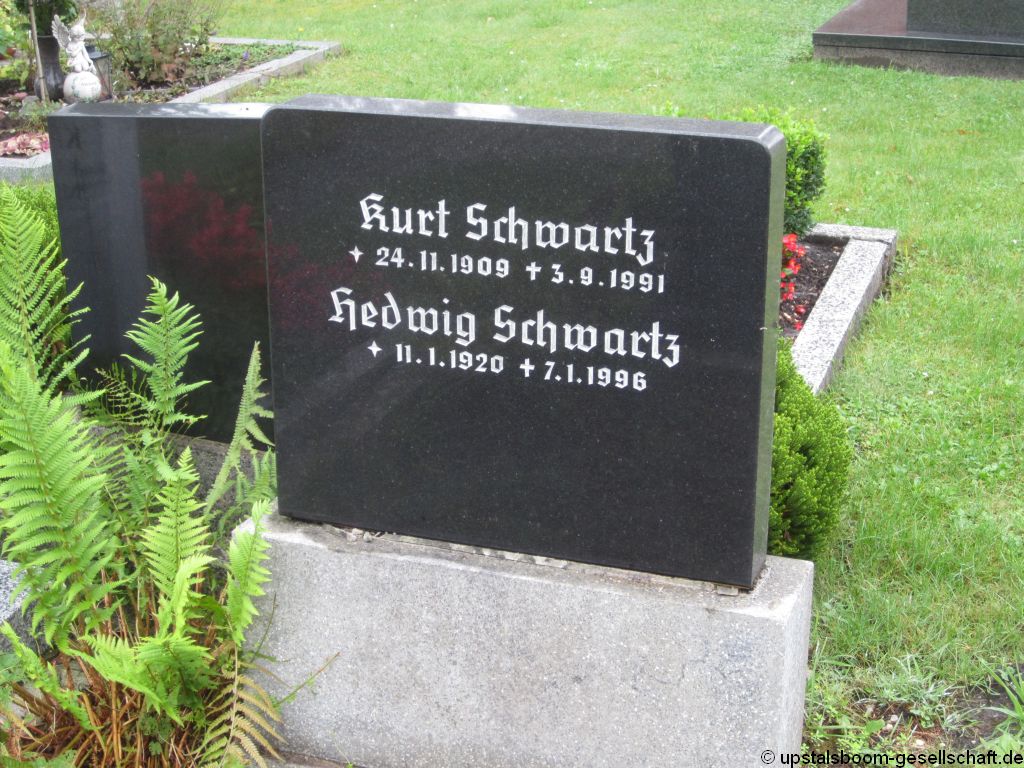 Kurt Schwartz
✦ 24.11.1909 ✝ 3.9.1991
Hedwig Schwartz
✦ 11.1.1920 ✝ 7.1.1996
© upstalsboom-gesellschaft.de